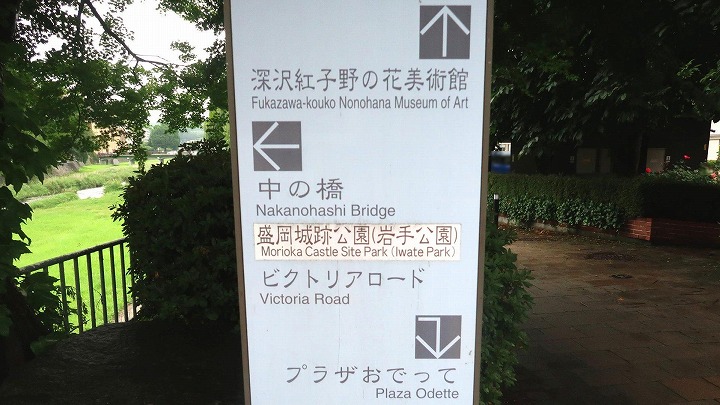 深沢紅子野の花美術館
Fukazawa-kouko Nonohana Museum of Art
中の橋
Nakanohashi Bridge
盛岡城跡公園(岩手公園)
Morioka Castle Site Park (Iwate Park)
ビクトリアロード
Victoria Road
プラザおでって
Plaza Odette